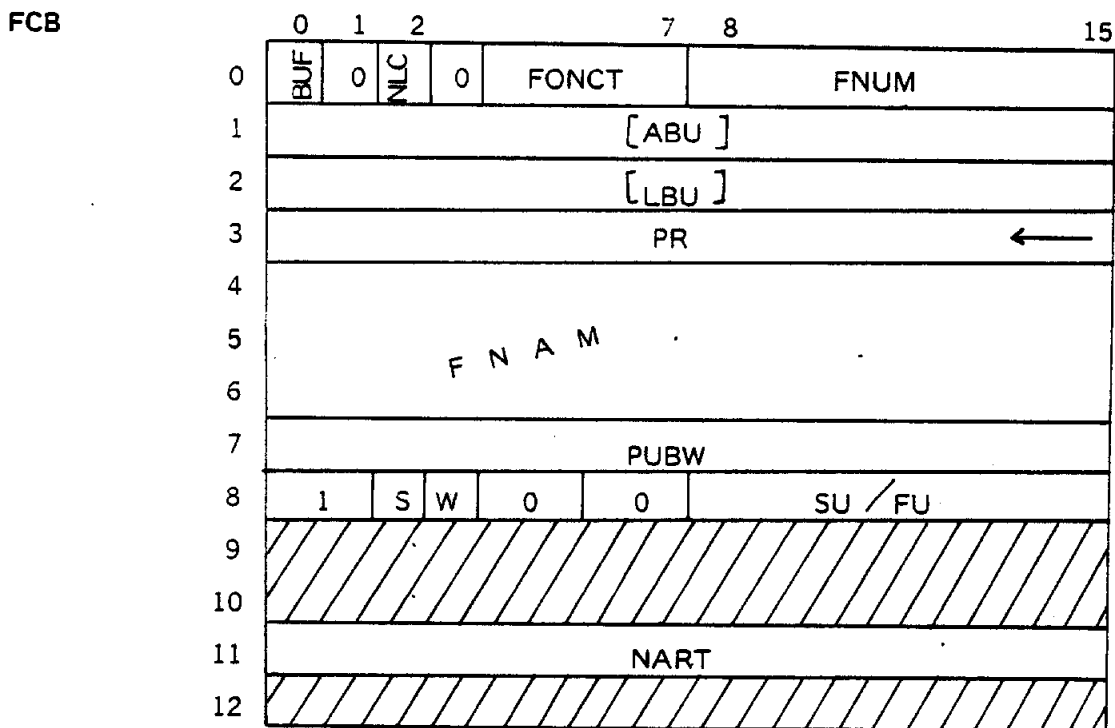 FCB
0 1 2 7 8 15
0 BUF 0 NLC 0 FONCT FNUM
1 [ABU ]
2 [LBU ]
3 PR ←
4
5 FNAM
6
7 PUBW
8 1 S W 0 0 SU / FU
9
10
11 NART
12